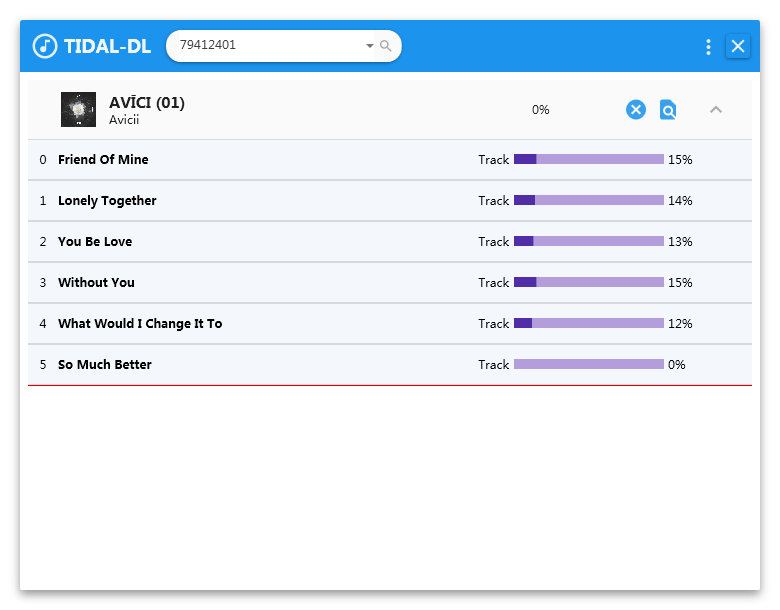 TIDAL-DL
79412401
AVĪCI (01)
Avicii
0%
0 Friend Of Mine Track 15%
1 Lonely Together Track 14%
2 You Be Love Track 13%
3 Without You Track 15%
4 What Would I Change It To Track 12%
5 So Much Better Track 0%